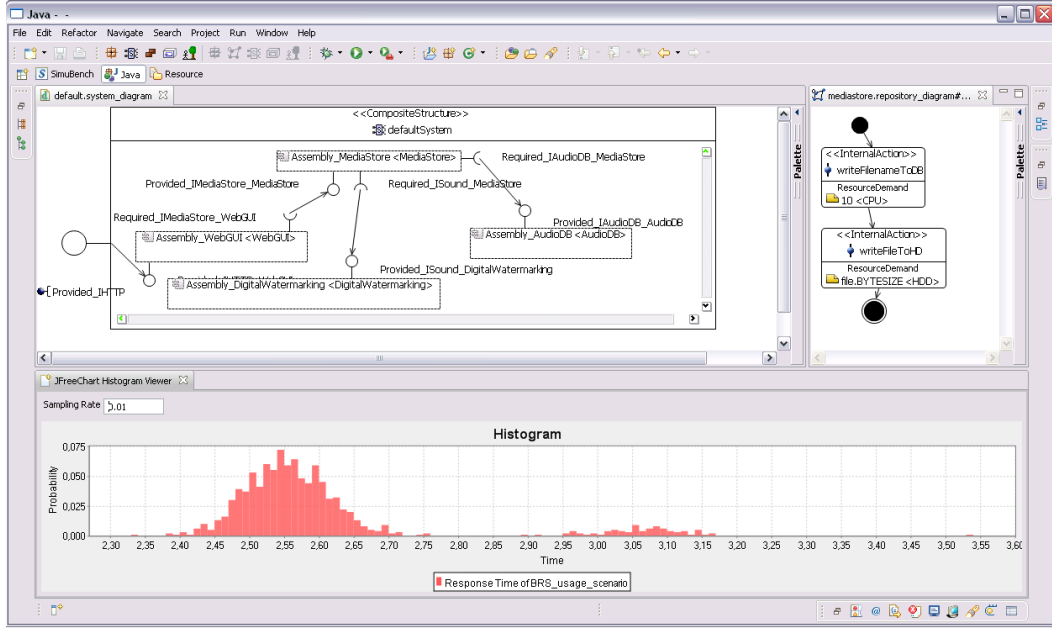 Java - -
File Edit Refactor Navigate Search Project Run Window Help
SimuBench Java Resource
default.system_diagram
<<CompositeStructure>>
defaultSystem
Assembly_MediaStore <MediaStore>
Required_IAudioDB_MediaStore
Provided_IMediaStore_MediaStore
Required_ISound_MediaStore
Required_IMediaStore_WebGUI
Provided_IAudioDB_AudioDB
Assembly_WebGUI <WebGUI>
Assembly_AudioDB <AudioDB>
Provided_ISound_DigitalWatermarking
Assembly_DigitalWatermarking <DigitalWatermarking>
Provided_IHTTP
Palette
mediastore.repository_diagram#...
<<InternalAction>>
writeFilenameToDB
ResourceDemand
10 <CPU>
<<InternalAction>>
writeFileToHD
ResourceDemand
file.BYTESIZE <HDD>
Palette
JFreeChart Histogram Viewer
Sampling Rate 0.01
Histogram
Probability
0,075
0,050
0,025
0,000
2,30 2,35 2,40 2,45 2,50 2,55 2,60 2,65 2,70 2,75 2,80 2,85 2,90 2,95 3,00 3,05 3,10 3,15 3,20 3,25 3,30 3,35 3,40 3,45 3,50 3,55 3,60
Time
Response Time of BRS_usage_scenario